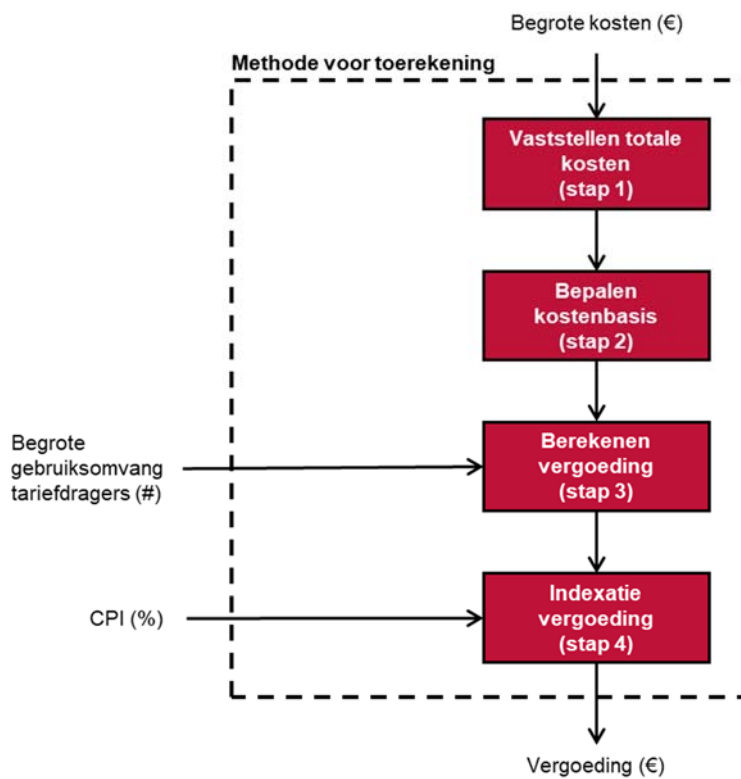 Begrote kosten (€)
Methode voor toerekening
Vaststellen totale
kosten
(stap 1)
Bepalen
kostenbasis
(stap 2)
Begrote
gebruiksomvang
tariefdragers (#)
Berekenen
vergoeding
(stap 3)
CPI (%)
Indexatie
vergoeding
(stap 4)
Vergoeding (€)